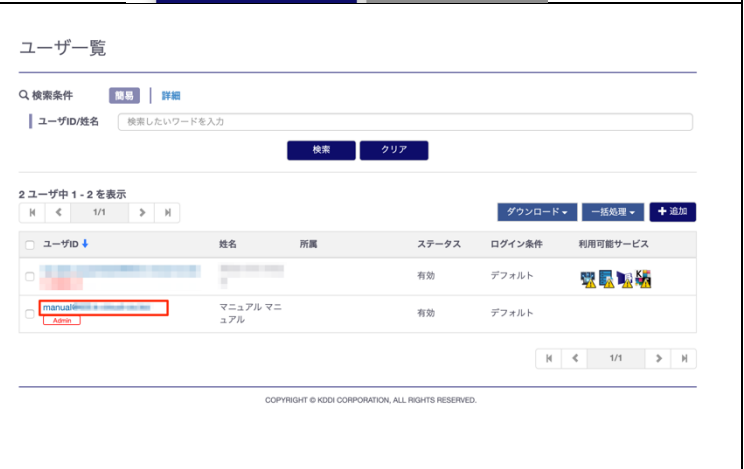 ユーザ一覧
検索条件 簡易 詳細
ユーザID/姓名 検索したいワードを入力
検索 クリア
2 ユーザ中 1 - 2 を表示
1/1 ダウンロード 一括処理 + 追加
ユーザID 姓名 所属 ステータス ログイン条件 利用可能サービス
有効 デフォルト
manual マニュアル マニ
ュアル 有効 デフォルト
Admin
1/1
COPYRIGHT © KDDI CORPORATION, ALL RIGHTS RESERVED.